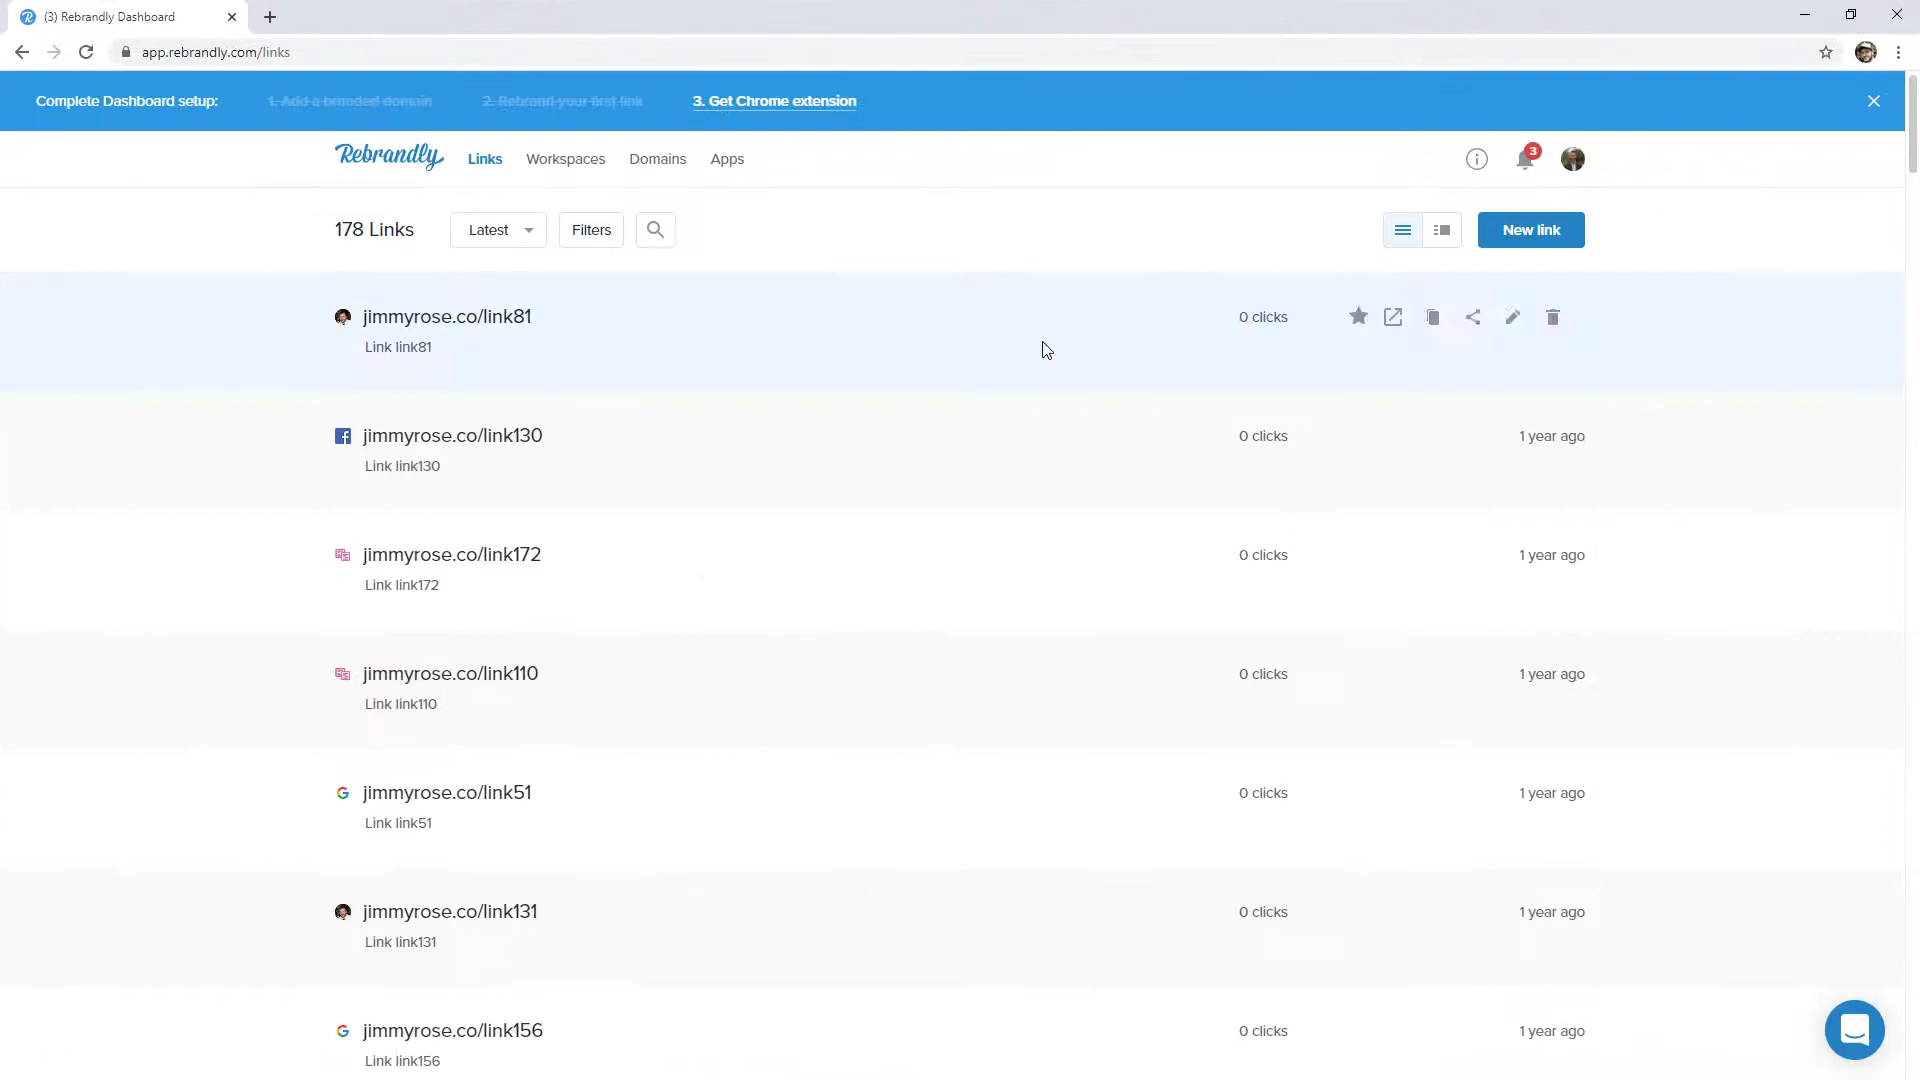 (3) Rebrandly Dashboard
app.rebrandly.com/links
Complete Dashboard setup: 1. Add a branded domain 2. Rebrand your first link 3. Get Chrome extension
Rebrandly Links Workspaces Domains Apps 3
178 Links Latest Filters New link
jimmyrose.co/link81 0 clicks
Link link81
jimmyrose.co/link130 0 clicks 1 year ago
Link link130
jimmyrose.co/link172 0 clicks 1 year ago
Link link172
jimmyrose.co/link110 0 clicks 1 year ago
Link link110
jimmyrose.co/link51 0 clicks 1 year ago
Link link51
jimmyrose.co/link131 0 clicks 1 year ago
Link link131
jimmyrose.co/link156 0 clicks 1 year ago
Link link156